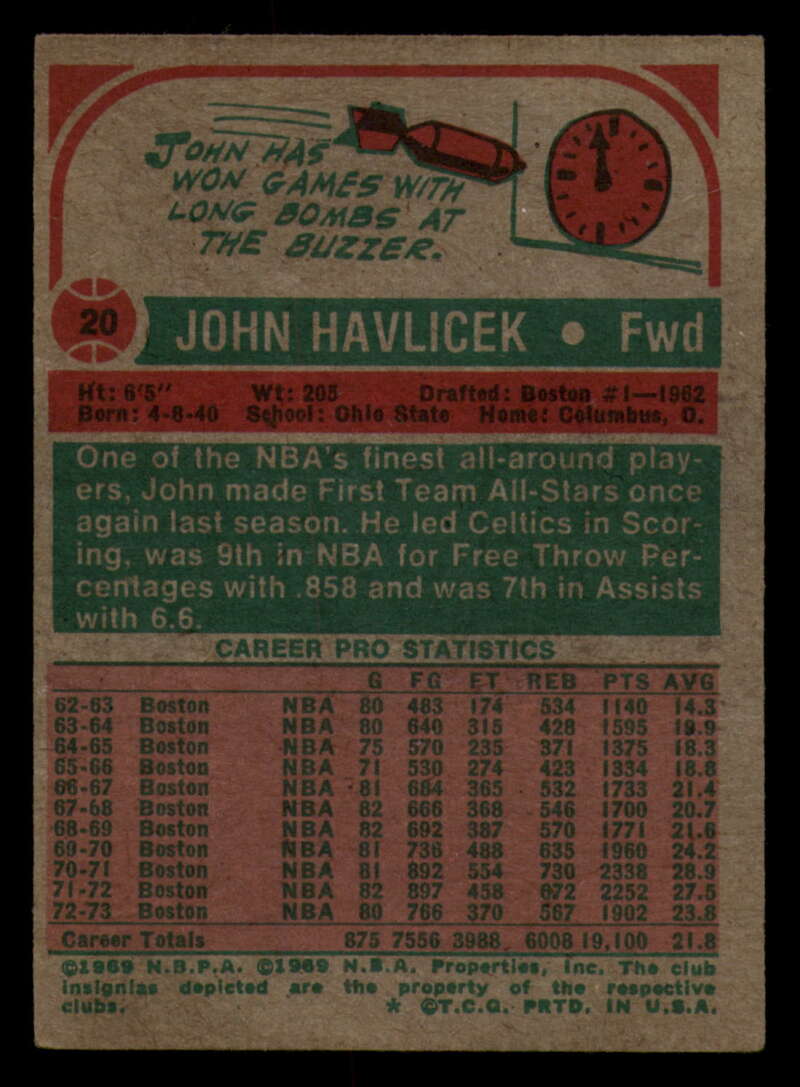 JOHN HAS
WON GAMES WITH
LONG BOMBS AT
THE BUZZER.
20 JOHN HAVLICEK • Fwd
Ht: 6'5" Wt: 205 Drafted: Boston #1—1962
Born: 4-8-40 School: Ohio State Home: Columbus, O.
One of the NBA's finest all-around play-
ers, John made First Team All-Stars once
again last season. He led Celtics in Scor-
ing, was 9th in NBA for Free Throw Per-
centages with .858 and was 7th in Assists
with 6.6.
CAREER PRO STATISTICS
G FG FT REB PTS AVG
62-63 Boston NBA 80 483 174 534 1140 14.3
63-64 Boston NBA 80 640 315 428 1595 19.9
64-65 Boston NBA 75 570 235 371 1375 18.3
65-66 Boston NBA 71 530 274 423 1334 18.8
66-67 Boston NBA 81 684 365 532 1733 21.4
67-68 Boston NBA 82 666 368 546 1700 20.7
68-69 Boston NBA 82 692 387 570 1771 21.6
69-70 Boston NBA 81 736 488 635 1960 24.2
70-71 Boston NBA 81 892 554 730 2338 28.9
71-72 Boston NBA 82 897 458 672 2252 27.5
72-73 Boston NBA 80 766 370 567 1902 23.8
Career Totals 875 7556 3988 6008 19,100 21.8
©1969 N.B.P.A. ©1969 N.B.A. Properties, Inc. The club
insignias depicted are the property of the respective
clubs. * ©T.C.G. PRTD. IN U.S.A.